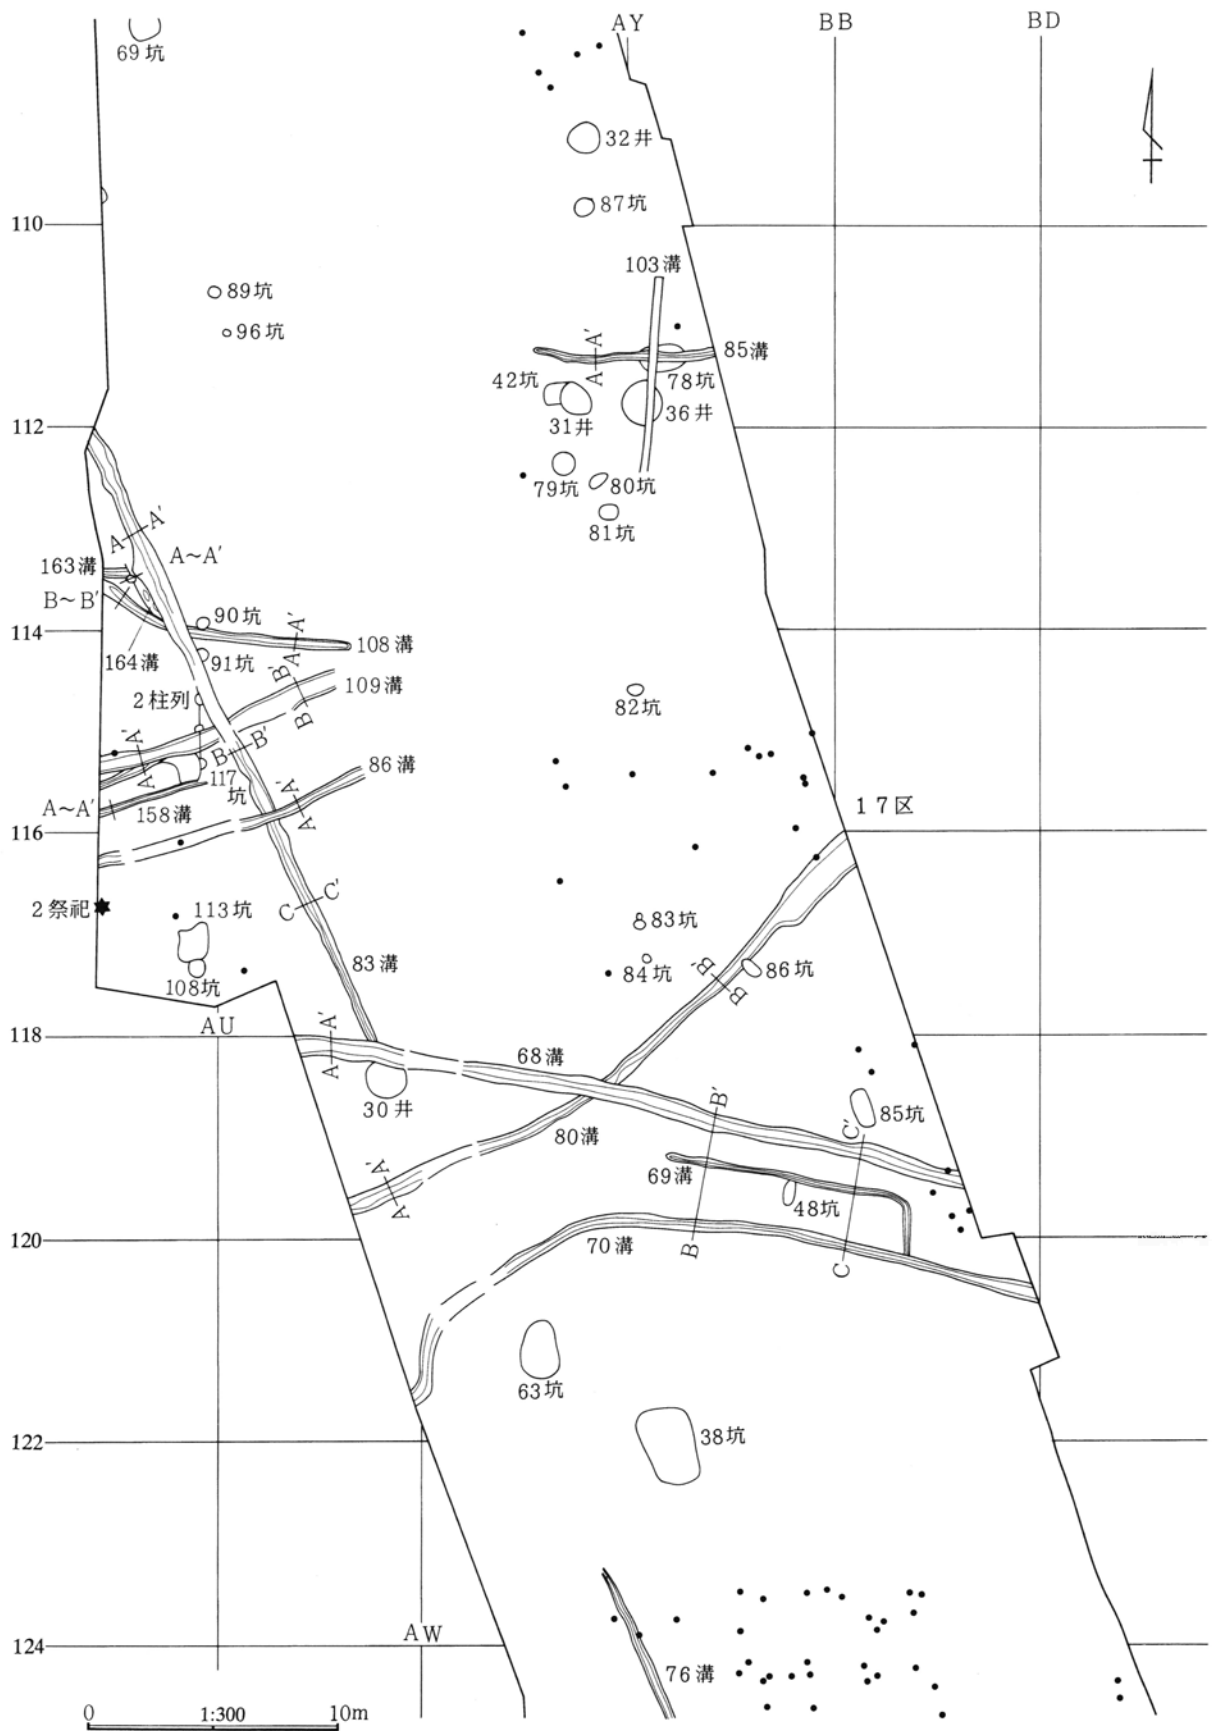 AY
BB
BD
69坑
32井
87坑
110
103溝
89坑
96坑
A'
A
85溝
42坑
78坑
31井
36井
112
79坑
80坑
81坑
A
A'
A~A'
163溝
B~B'
90坑
A'
A
108溝
114
164溝
91坑
B'
B
109溝
2柱列
82坑
A'
A
B
B'
86溝
117坑
A'
A
A~A'
158溝
17区
116
2祭祀
113坑
C
C'
83坑
83溝
84坑
B'
B
86坑
108坑
AU
118
A'
A
68溝
30井
B'
85坑
C'
80溝
A'
A
69溝
48坑
120
70溝
B
C
63坑
122
38坑
124
AW
76溝
0
1:300
10m